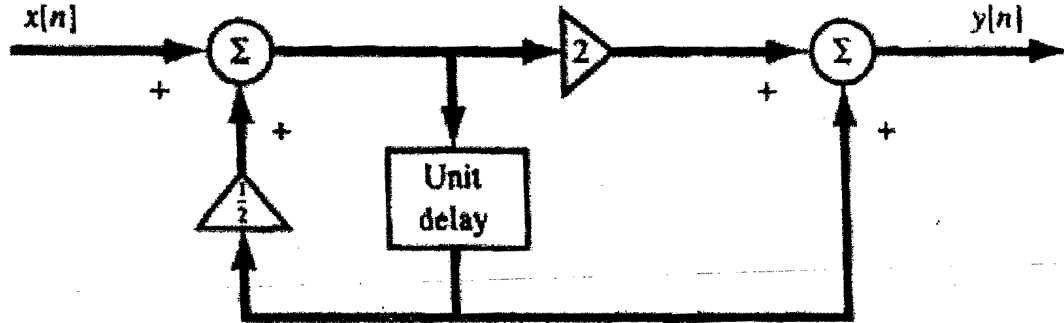 x[n]
y[n]
Σ
2
Σ
+
+
+
+
1/2
Unit
delay